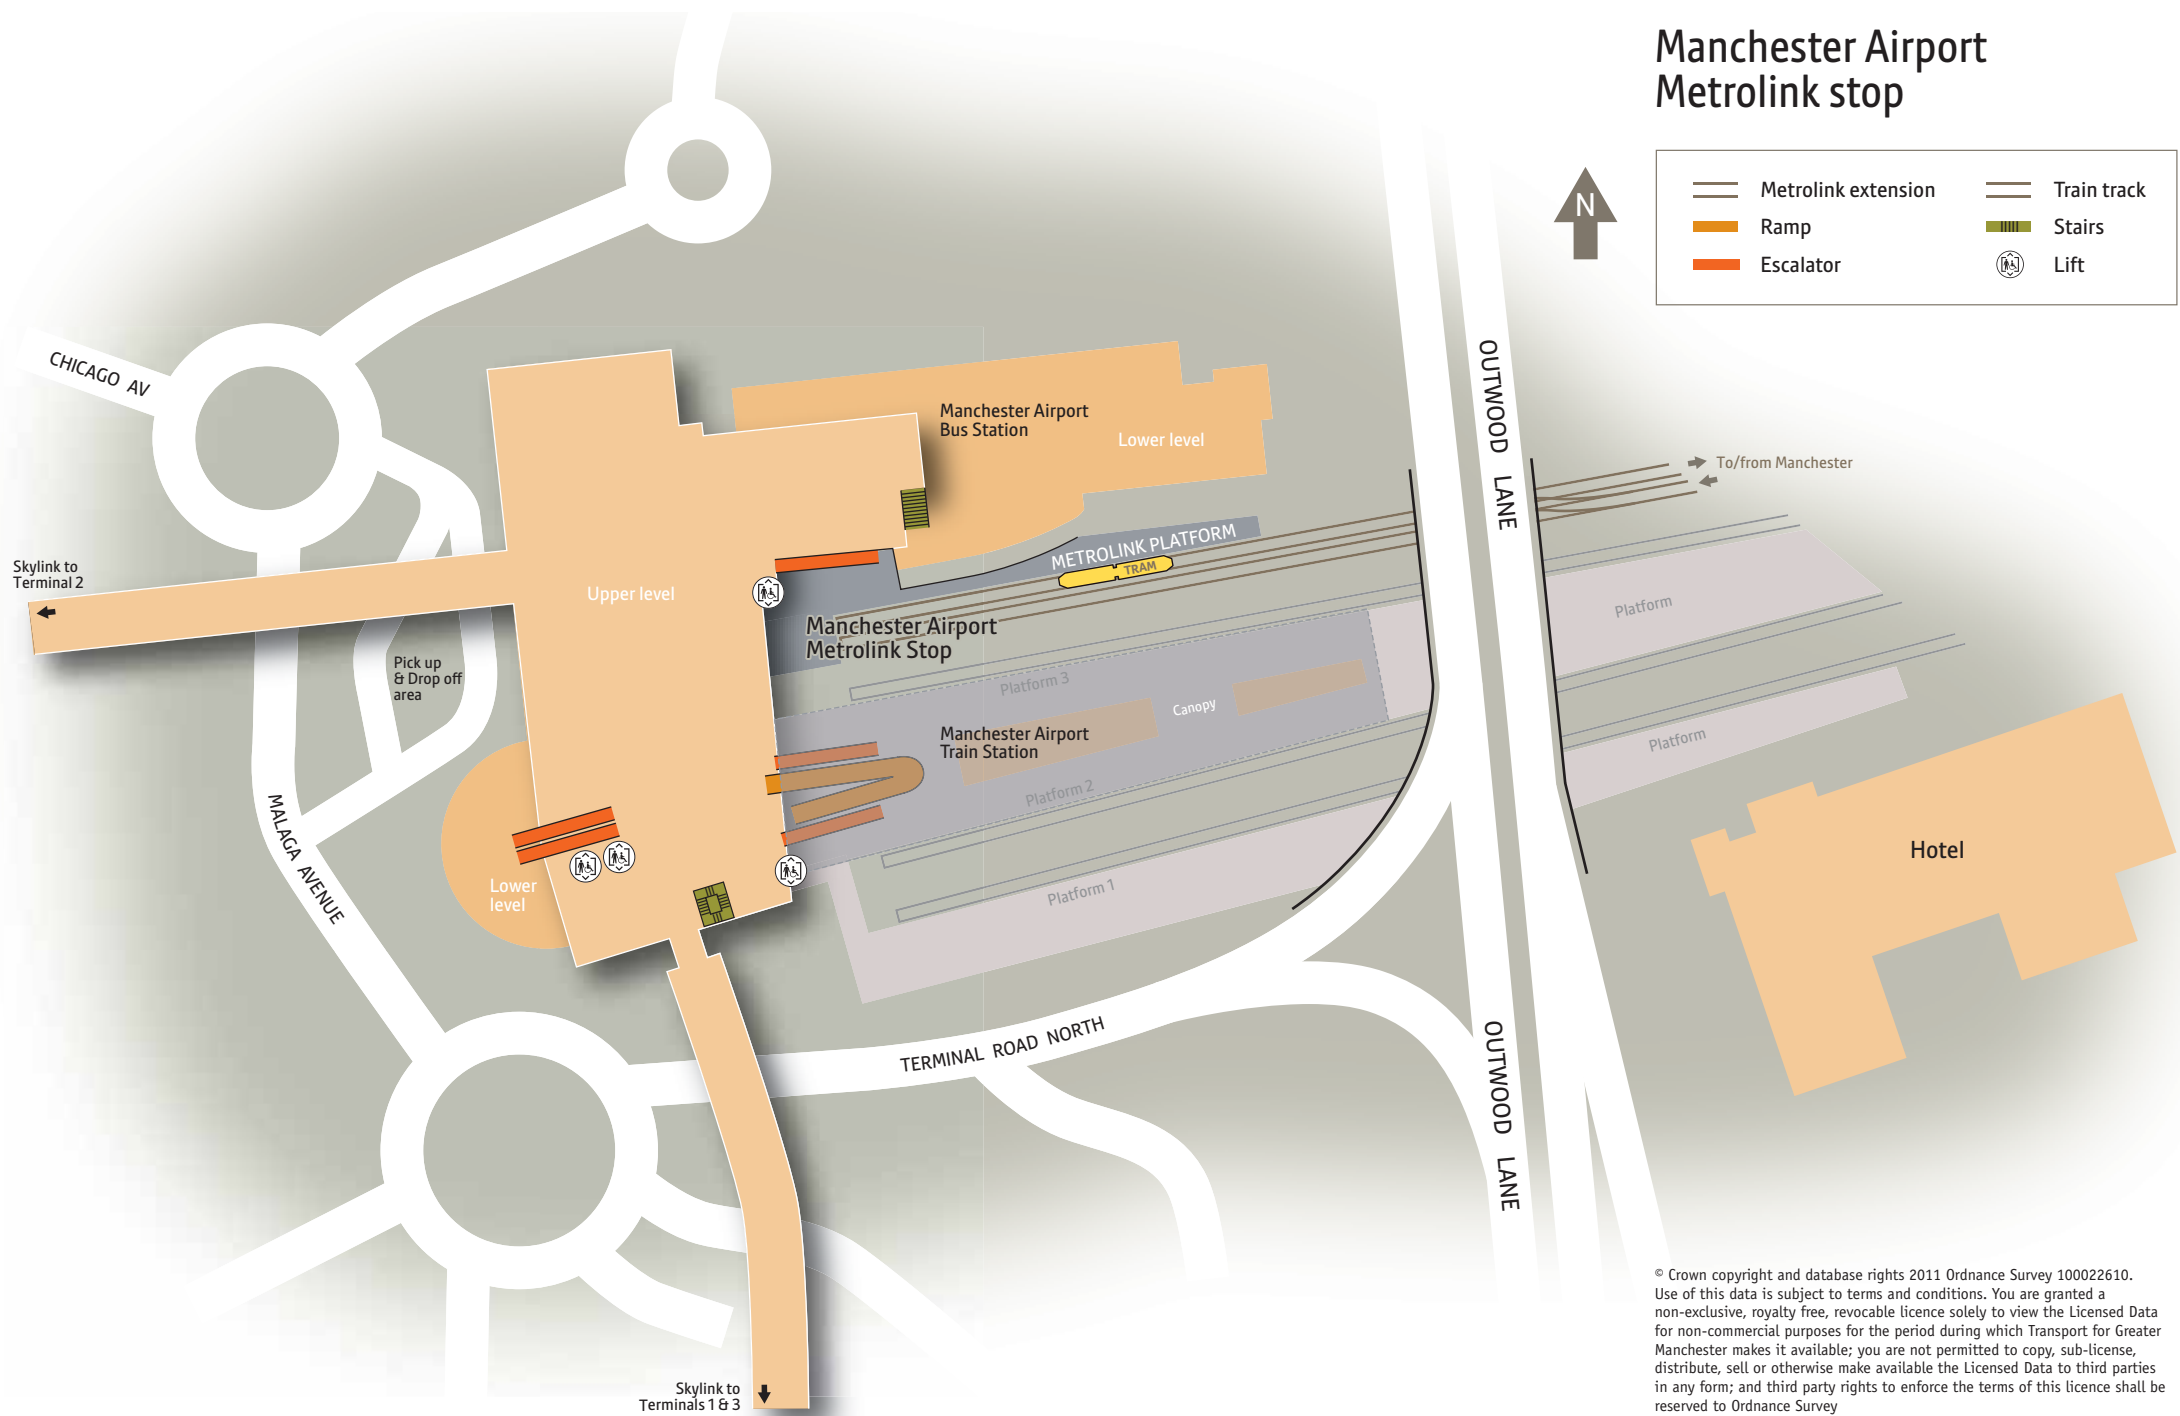 Manchester Airport
Metrolink stop
N
Metrolink extension
Train track
Ramp
Stairs
Escalator
Lift
CHICAGO AV
OUTWOOD LANE
Manchester Airport
Bus Station
Lower level
To/from Manchester
METROLINK PLATFORM
TRAM
Skylink to
Terminal 2
Upper level
Manchester Airport
Metrolink Stop
Platform
Pick up
& Drop off
area
Platform 3
Canopy
Manchester Airport
Train Station
Platform
Platform 2
MALAGA AVENUE
Hotel
Lower
level
Platform 1
TERMINAL ROAD NORTH
OUTWOOD LANE
Skylink to
Terminals 1 & 3
© Crown copyright and database rights 2011 Ordnance Survey 100022610.
Use of this data is subject to terms and conditions. You are granted a
non-exclusive, royalty free, revocable licence solely to view the Licensed Data
for non-commercial purposes for the period during which Transport for Greater
Manchester makes it available; you are not permitted to copy, sub-license,
distribute, sell or otherwise make available the Licensed Data to third parties
in any form; and third party rights to enforce the terms of this licence shall be
reserved to Ordnance Survey